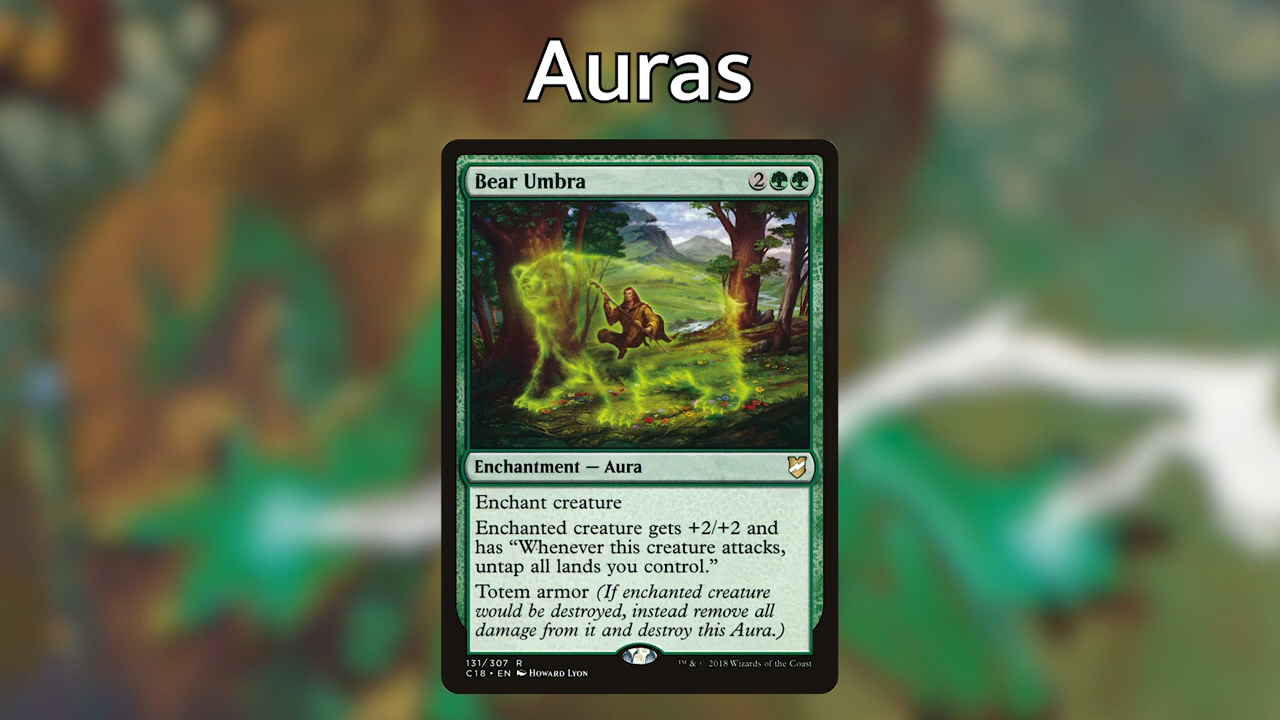 Auras
Bear Umbra 2
Enchantment — Aura
Enchant creature
Enchanted creature gets +2/+2 and
has “Whenever this creature attacks,
untap all lands you control.”
Totem armor (If enchanted creature
would be destroyed, instead remove all
damage from it and destroy this Aura.)
131/307 R
C18 • EN Howard Lyon
™ & © 2018 Wizards of the Coast